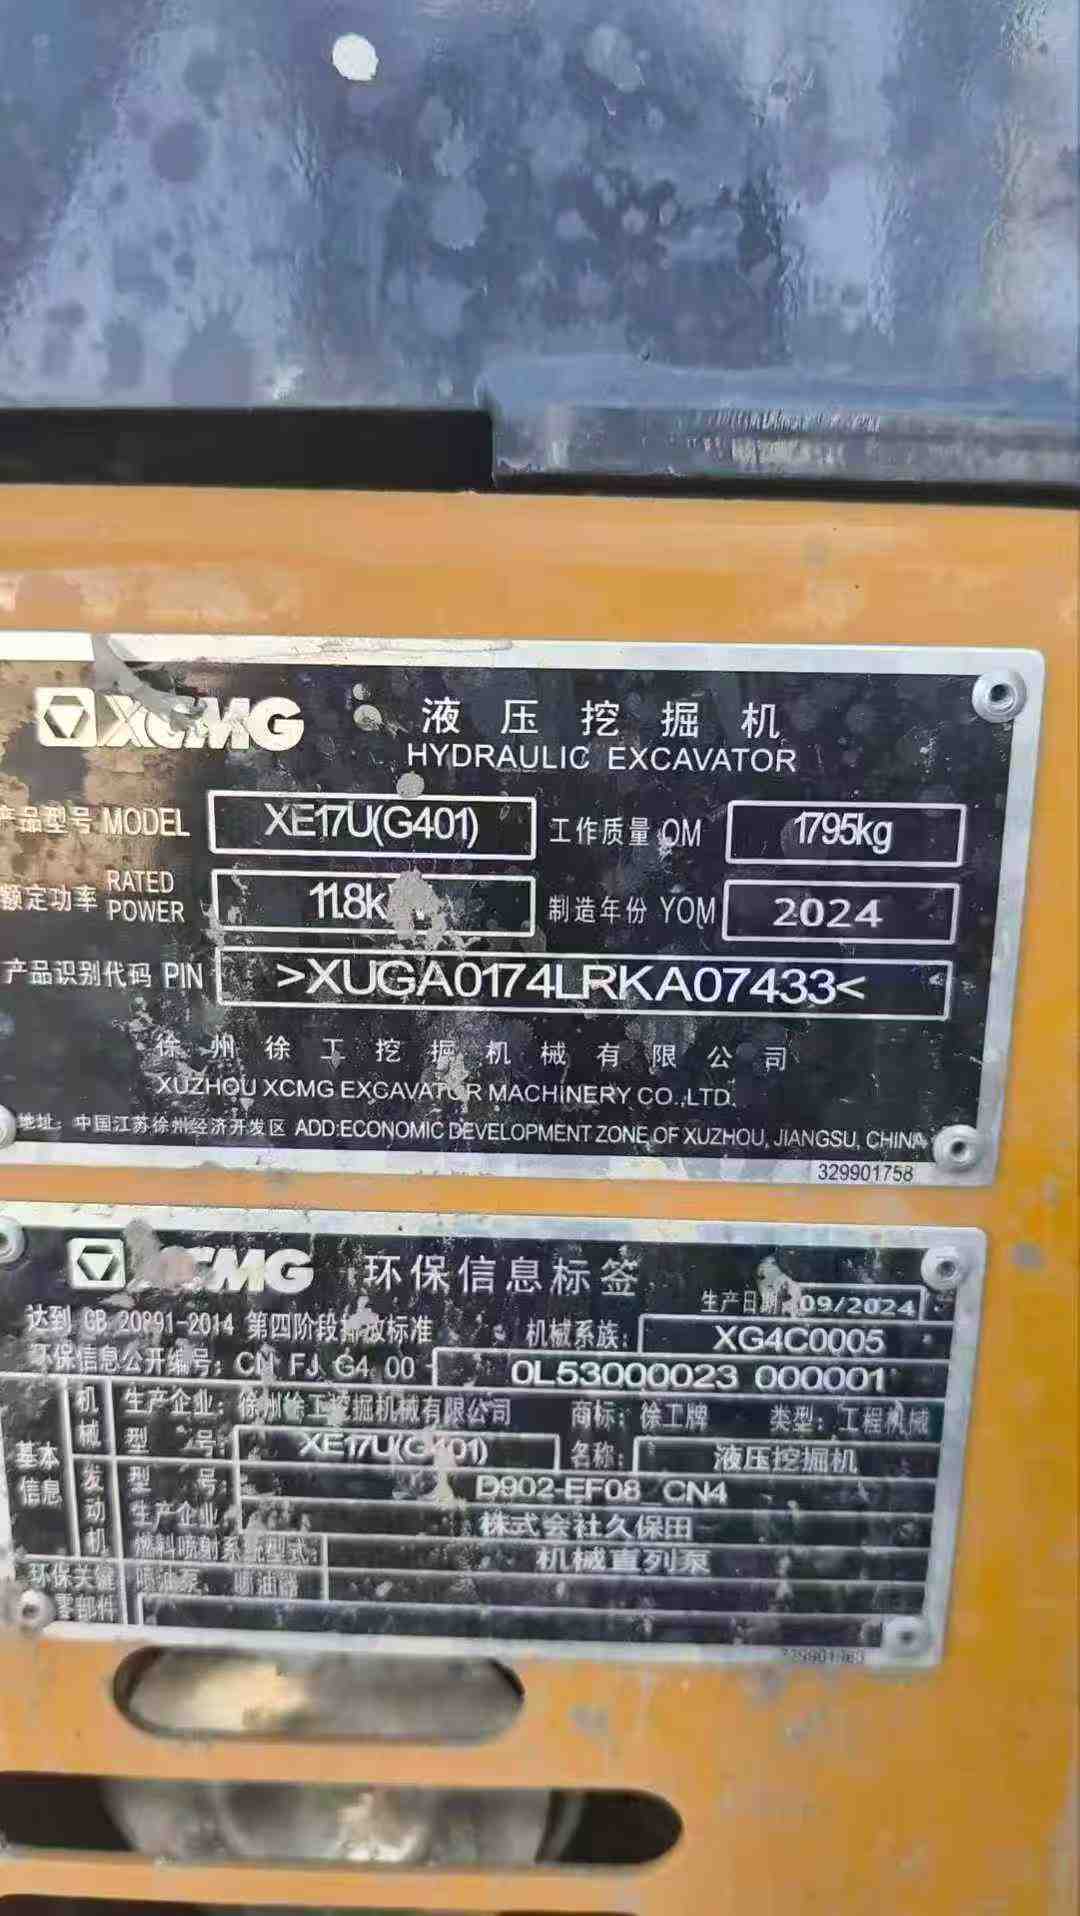 XCMG 液压挖掘机
HYDRAULIC EXCAVATOR
产品型号 MODEL XE17U(G401) 工作质量 OM 1795kg
额定功率 RATED POWER 11.8k 制造年份 YOM 2024
产品识别代码 PIN >XUGA0174LRKA07433<
徐州徐工挖掘机械有限公司
XUZHOU XCMG EXCAVATOR MACHINERY CO.,LTD.
地址：中国江苏徐州经济开发区 ADD:ECONOMIC DEVELOPMENT ZONE OF XUZHOU, JIANGSU, CHINA
329901758
XCMG 环保信息标签
生产日期：09/2024
达到 GB 20891-2014 第四阶段排放标准 机械系族：XG4C0005
环保信息公开编号：CN FJ G4 00 0L53000023 000001
基本信息
机械 生产企业：徐州徐工挖掘机械有限公司 商标：徐工牌 类型：工程机械
型号：XE17U(G401) 名称：液压挖掘机
发动机 型号：D902-EF08_CN4
生产企业：株式会社久保田
燃料喷射系统型式：机械直列泵
环保关键零部件 喷油泵、喷油器